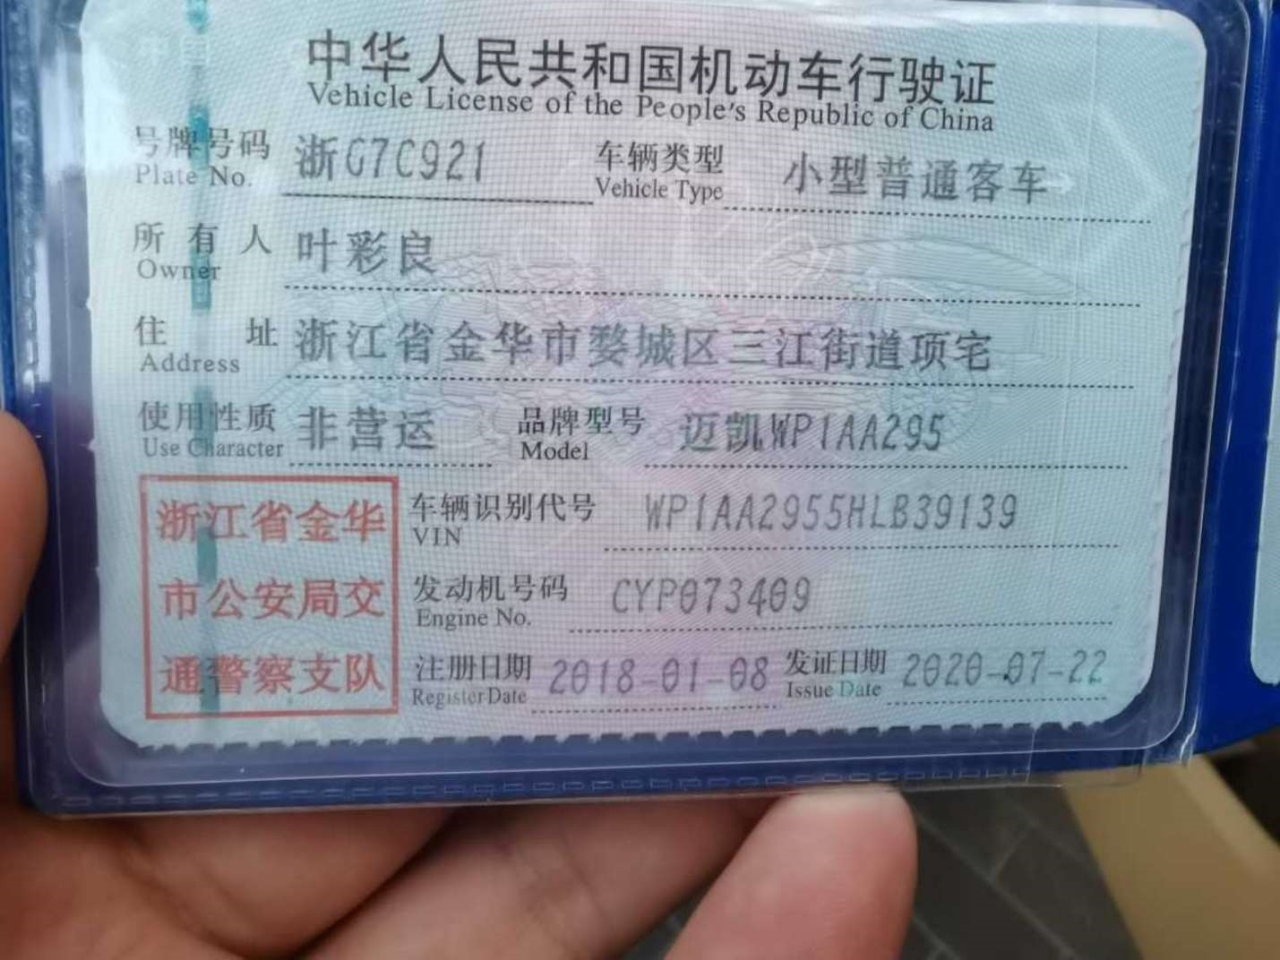 中华人民共和国机动车行驶证
Vehicle License of the People's Republic of China
号牌号码 浙G7C921 车辆类型 小型普通客车
Plate No. Vehicle Type
所有人 叶彩良
Owner
住址 浙江省金华市婺城区三江街道项宅
Address
使用性质 非营运 品牌型号 迈凯WP1AA295
Use Character Model
浙江省金华 车辆识别代号 WP1AA2955HLB39139
VIN
市公安局交 发动机号码 CYP073409
Engine No.
通警察支队 注册日期 2018-01-08 发证日期 2020-07-22
Register Date Issue Date